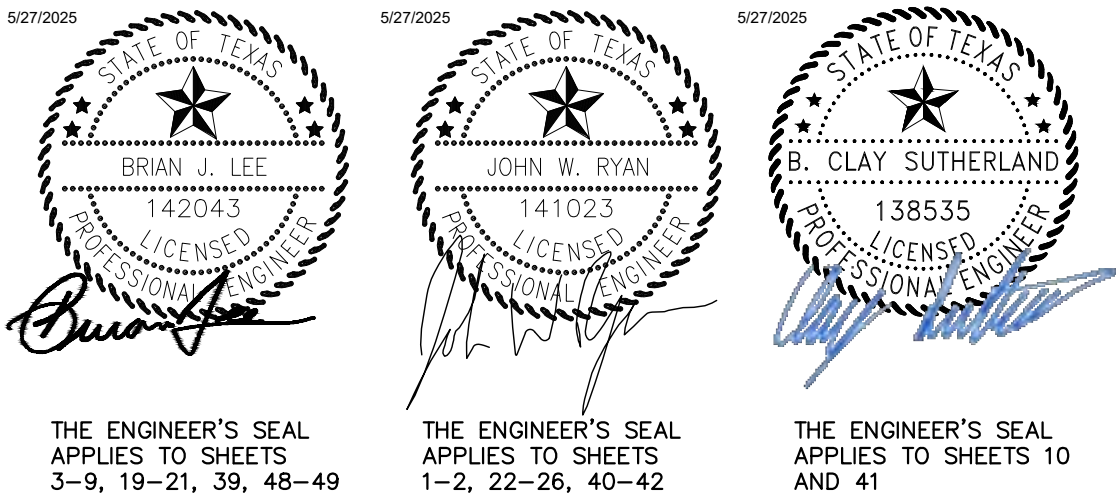 5/27/2025
STATE OF TEXAS
BRIAN J. LEE
142043
LICENSED
PROFESSIONAL ENGINEER
THE ENGINEER'S SEAL
APPLIES TO SHEETS
3-9, 19-21, 39, 48-49
5/27/2025
STATE OF TEXAS
JOHN W. RYAN
141023
LICENSED
PROFESSIONAL ENGINEER
THE ENGINEER'S SEAL
APPLIES TO SHEETS
1-2, 22-26, 40-42
5/27/2025
STATE OF TEXAS
B. CLAY SUTHERLAND
138535
LICENSED
PROFESSIONAL ENGINEER
THE ENGINEER'S SEAL
APPLIES TO SHEETS 10
AND 41